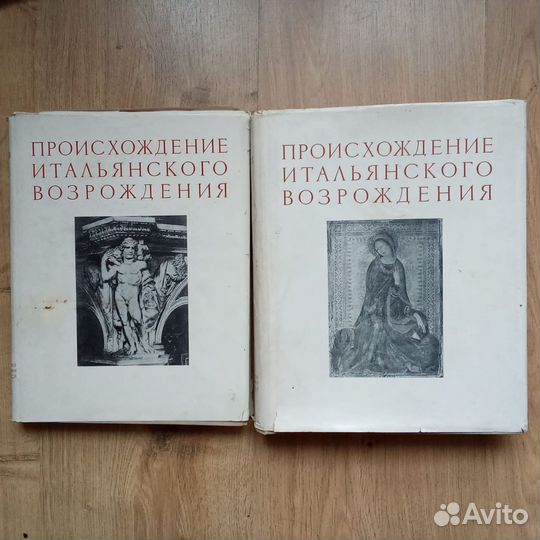 ПРОИСХОЖДЕНИЕ
ИТАЛЬЯНСКОГО
ВОЗРОЖДЕНИЯ
ПРОИСХОЖДЕНИЕ
ИТАЛЬЯНСКОГО
ВОЗРОЖДЕНИЯ
Avito